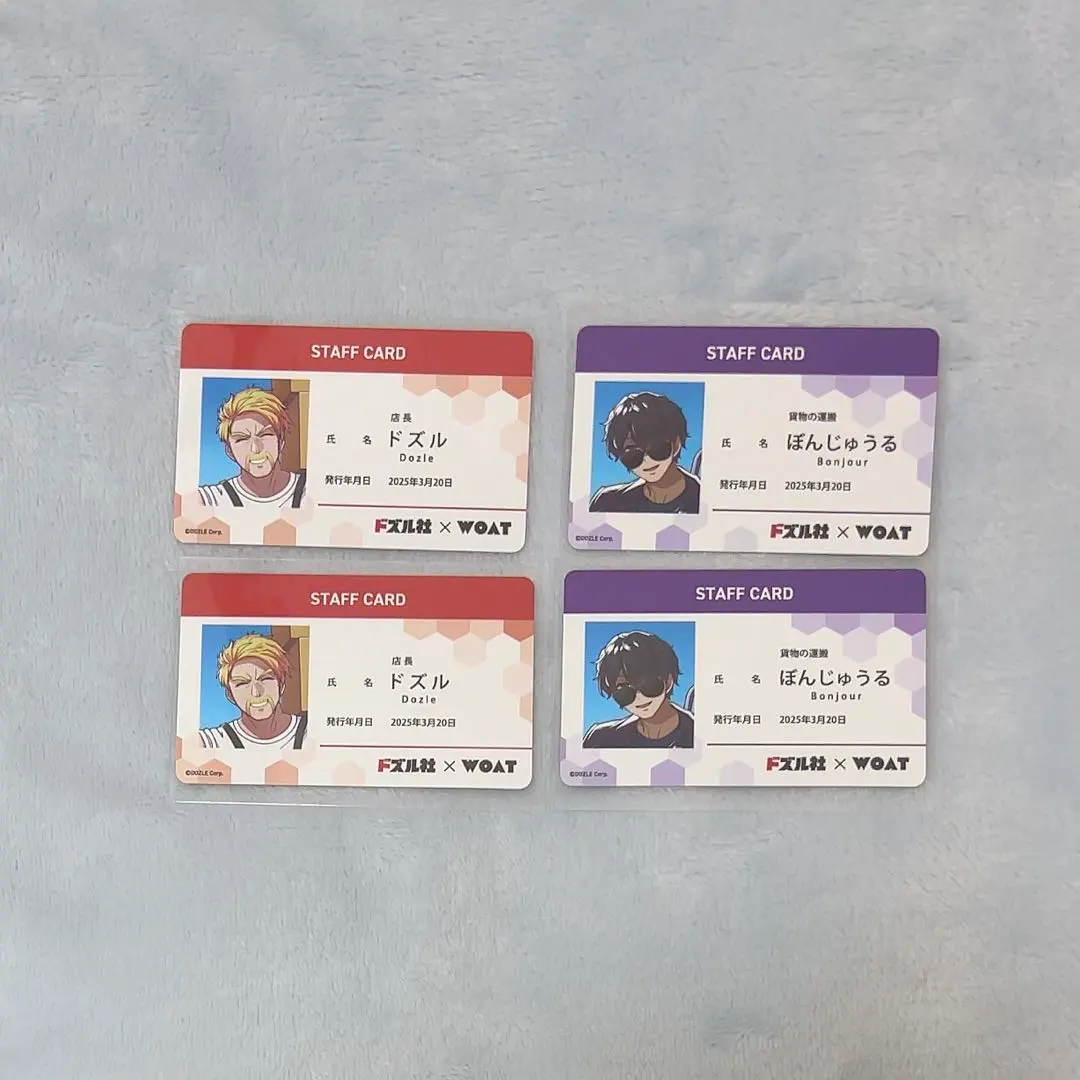 STAFF CARD
店長
氏 名 ドズル
Dozle
発行年月日 2025年3月20日
©DOZLE Corp.
ドズル社 × WOAT
STAFF CARD
貨物の運搬
氏 名 ぼんじゅうる
Bonjour
発行年月日 2025年3月20日
©DOZLE Corp.
ドズル社 × WOAT
STAFF CARD
店長
氏 名 ドズル
Dozle
発行年月日 2025年3月20日
©DOZLE Corp.
ドズル社 × WOAT
STAFF CARD
貨物の運搬
氏 名 ぼんじゅうる
Bonjour
発行年月日 2025年3月20日
©DOZLE Corp.
ドズル社 × WOAT